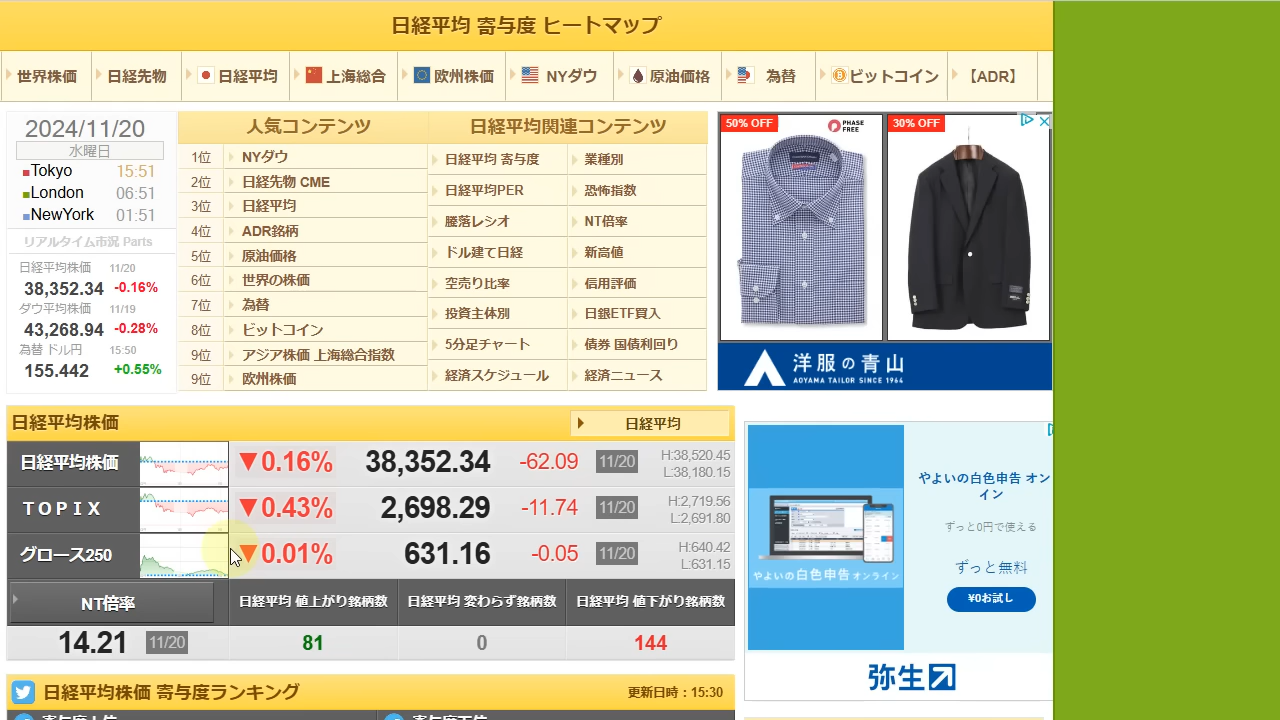 日経平均 寄与度 ヒートマップ
世界株価 日経先物 日経平均 上海総合 欧州株価 NYダウ 原油価格 為替 ビットコイン 【ADR】
2024/11/20
水曜日
Tokyo 15:51
London 06:51
NewYork 01:51
リアルタイム市況 Parts
日経平均株価 11/20
38,352.34 -0.16%
ダウ平均株価 11/19
43,268.94 -0.28%
為替 ドル円 15:50
155.442 +0.55%
人気コンテンツ
1位 NYダウ
2位 日経先物 CME
3位 日経平均
4位 ADR銘柄
5位 原油価格
6位 世界の株価
7位 為替
8位 ビットコイン
9位 アジア株価 上海総合指数
9位 欧州株価
日経平均関連コンテンツ
日経平均 寄与度 業種別
日経平均PER 恐怖指数
騰落レシオ NT倍率
ドル建て日経 新高値
空売り比率 信用評価
投資主体別 日銀ETF買入
5分足チャート 債券 国債利回り
経済スケジュール 経済ニュース
50% OFF PHASE FREE 30% OFF
洋服の青山
AOYAMA TAILOR SINCE 1964
日経平均株価 日経平均
日経平均株価 ▼0.16% 38,352.34 -62.09 11/20 H:38,520.45
L:38,180.15
TOPIX ▼0.43% 2,698.29 -11.74 11/20 H:2,719.56
L:2,691.80
グロース250 ▼0.01% 631.16 -0.05 11/20 H:640.42
L:631.15
NT倍率 日経平均 値上がり銘柄数 日経平均 変わらず銘柄数 日経平均 値下がり銘柄数
14.21 11/20 81 0 144
日経平均株価 寄与度ランキング 更新日時：15:30
寄与度上位 寄与度下位
やよいの白色申告 オンライン
やよいの白色申告 オン
イン
ずっと0円で使える
ずっと無料
¥0お試し
弥生